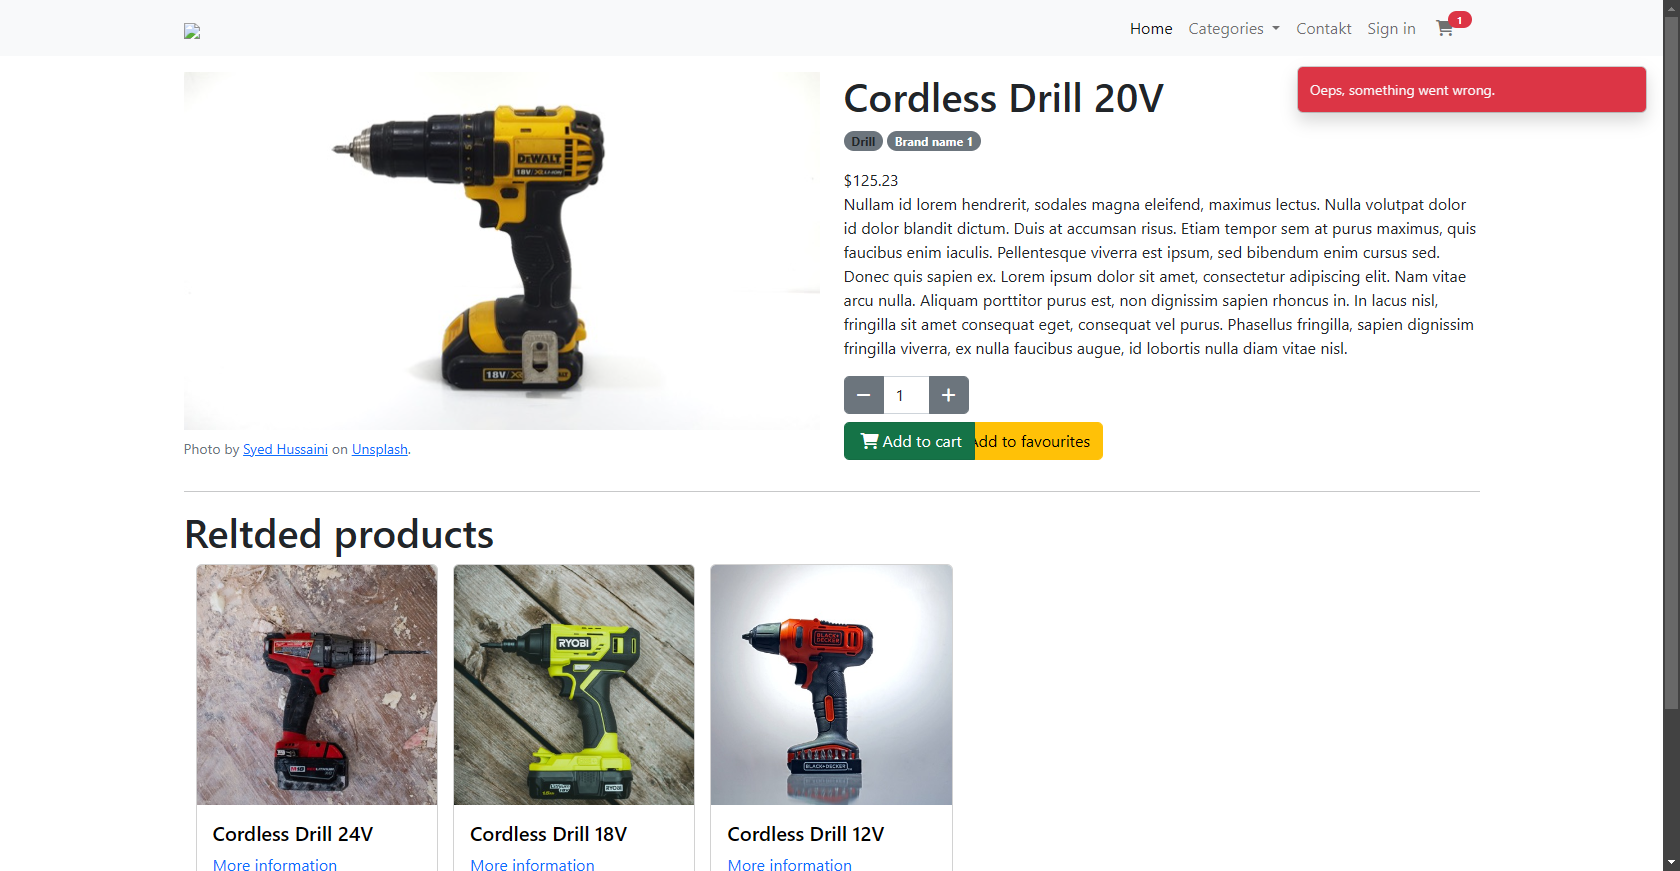 Home Categories Contakt Sign in 1
Oeps, something went wrong.
Cordless Drill 20V
Drill Brand name 1
$125.23
Nullam id lorem hendrerit, sodales magna eleifend, maximus lectus. Nulla volutpat dolor
id dolor blandit dictum. Duis at accumsan risus. Etiam tempor sem at purus maximus, quis
faucibus enim iaculis. Pellentesque viverra est ipsum, sed bibendum enim cursus sed.
Donec quis sapien ex. Lorem ipsum dolor sit amet, consectetur adipiscing elit. Nam vitae
arcu nulla. Aliquam porttitor purus est, non dignissim sapien rhoncus in. In lacus nisl,
fringilla sit amet consequat eget, consequat vel purus. Phasellus fringilla, sapien dignissim
fringilla viverra, ex nulla faucibus augue, id lobortis nulla diam vitae nisl.
1
Add to cart Add to favourites
DEWALT
18V
18V
Photo by Syed Hussaini on Unsplash.
Reltded products
RYOBI
RYOBI
BLACK+DECKER
BLACK+DECKER
Cordless Drill 24V
More information
Cordless Drill 18V
More information
Cordless Drill 12V
More information